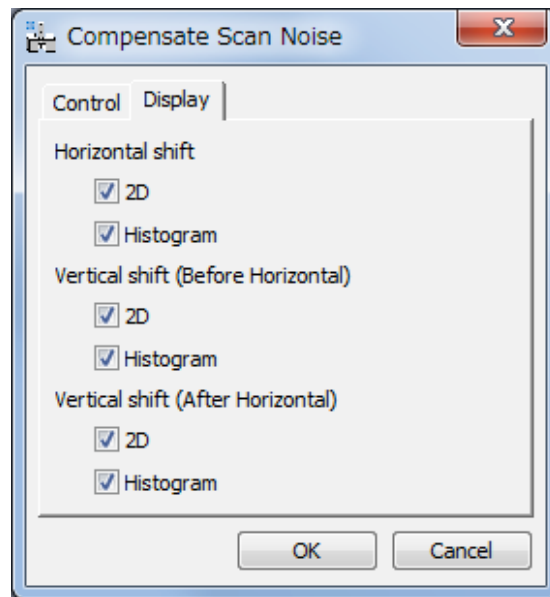 Compensate Scan Noise
Control Display
Horizontal shift
2D
Histogram
Vertical shift (Before Horizontal)
2D
Histogram
Vertical shift (After Horizontal)
2D
Histogram
OK Cancel